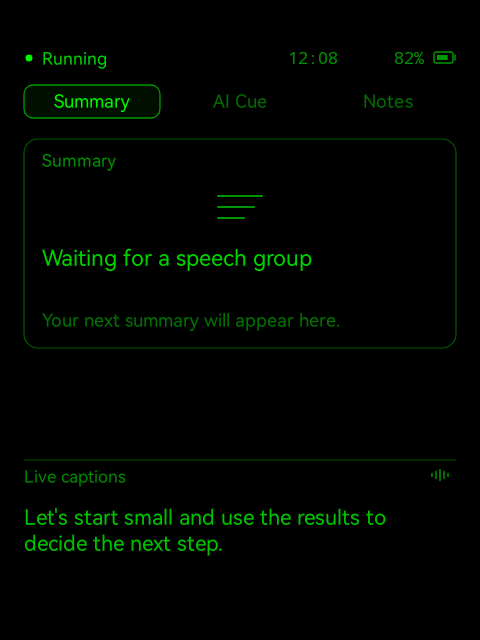 Running
12:08
82%
Summary
AI Cue
Notes
Summary
Waiting for a speech group
Your next summary will appear here.
Live captions
Let's start small and use the results to
decide the next step.